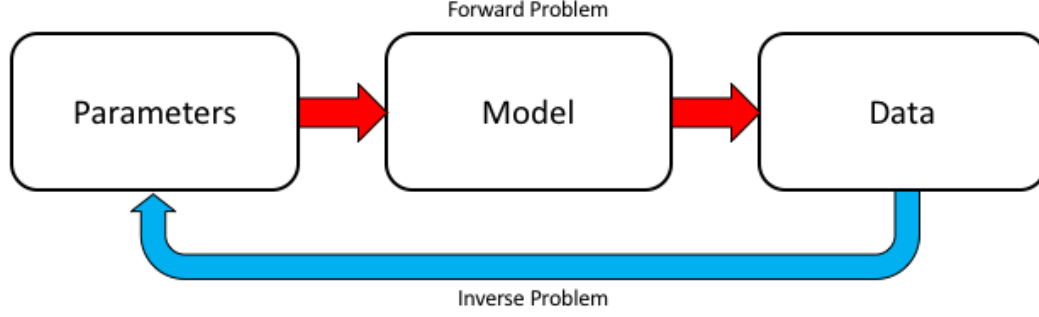 Forward Problem
Parameters
Model
Data
Inverse Problem